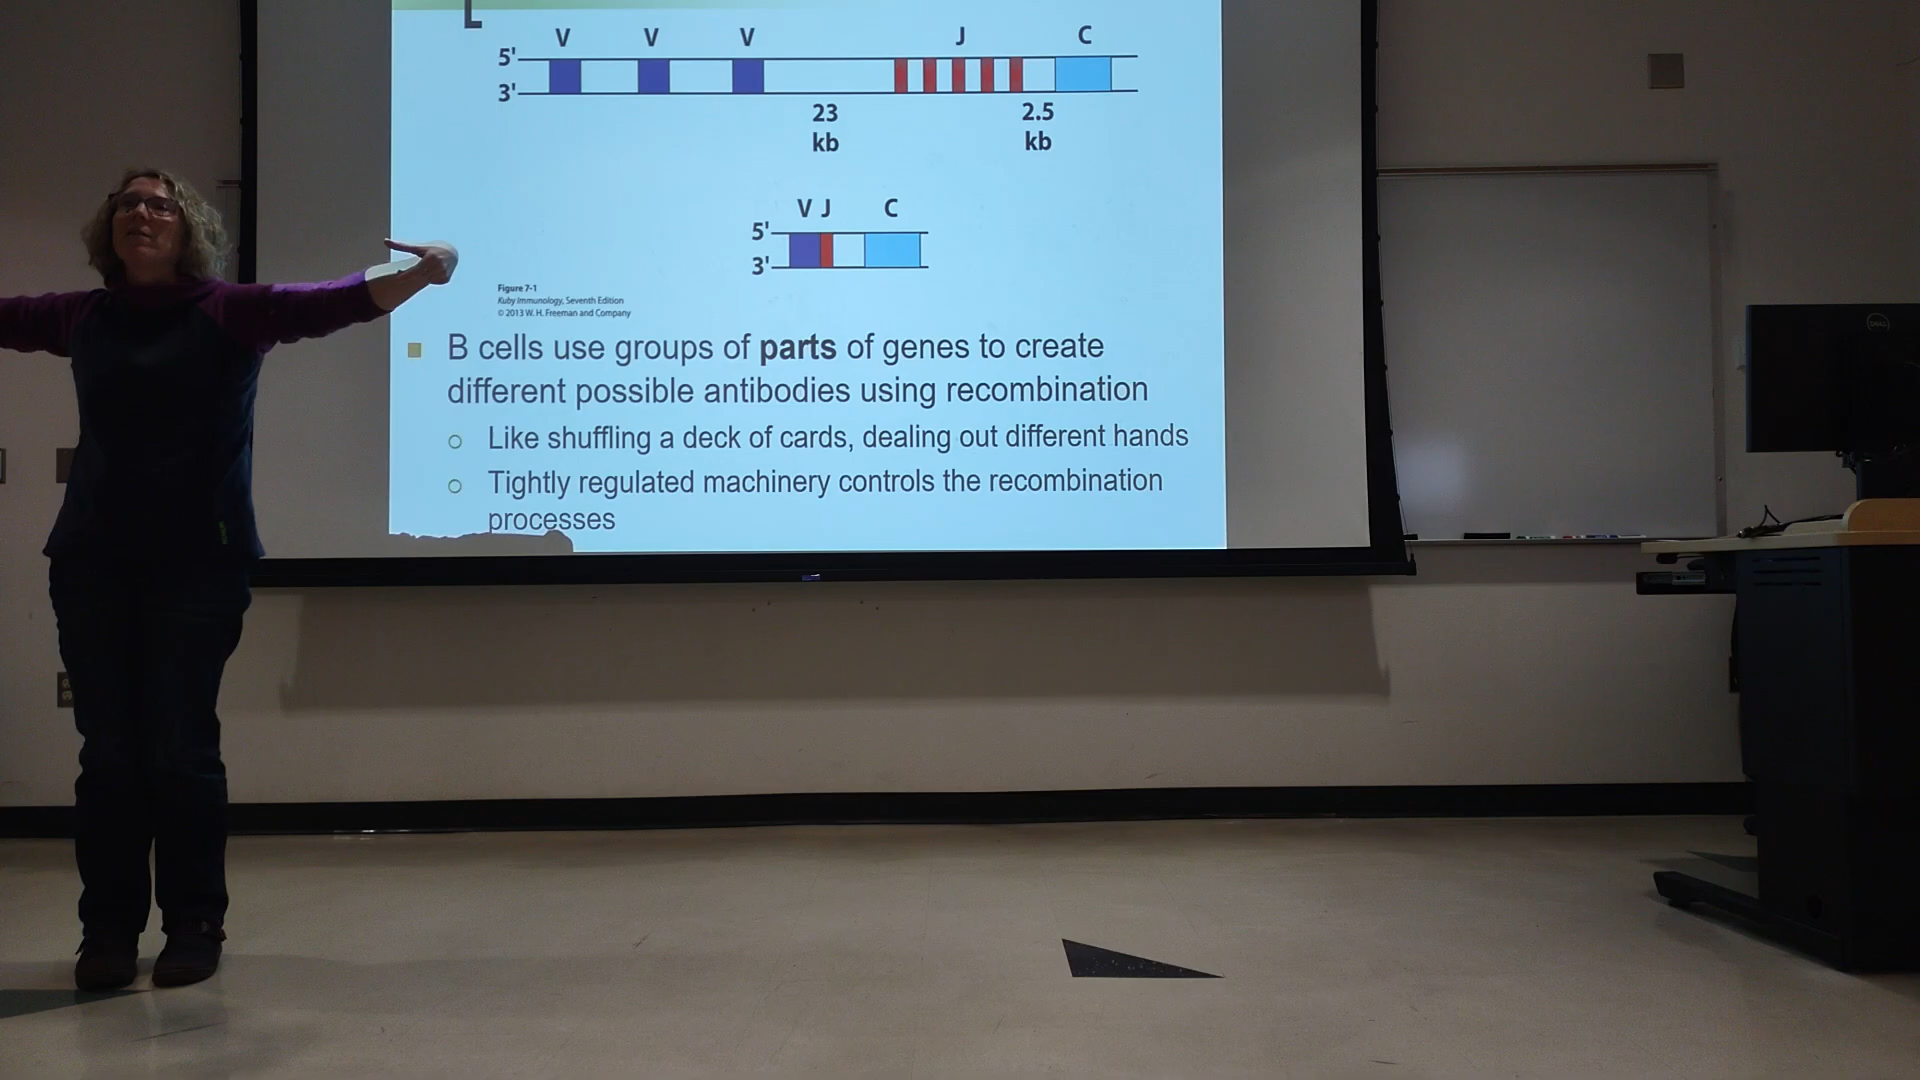 V V V J C
5'
3'
23 2.5
kb kb
V J C
5'
3'
Figure 7-1
Kuby Immunology, Seventh Edition
© 2013 W. H. Freeman and Company
B cells use groups of parts of genes to create
different possible antibodies using recombination
Like shuffling a deck of cards, dealing out different hands
Tightly regulated machinery controls the recombination
processes
DELL